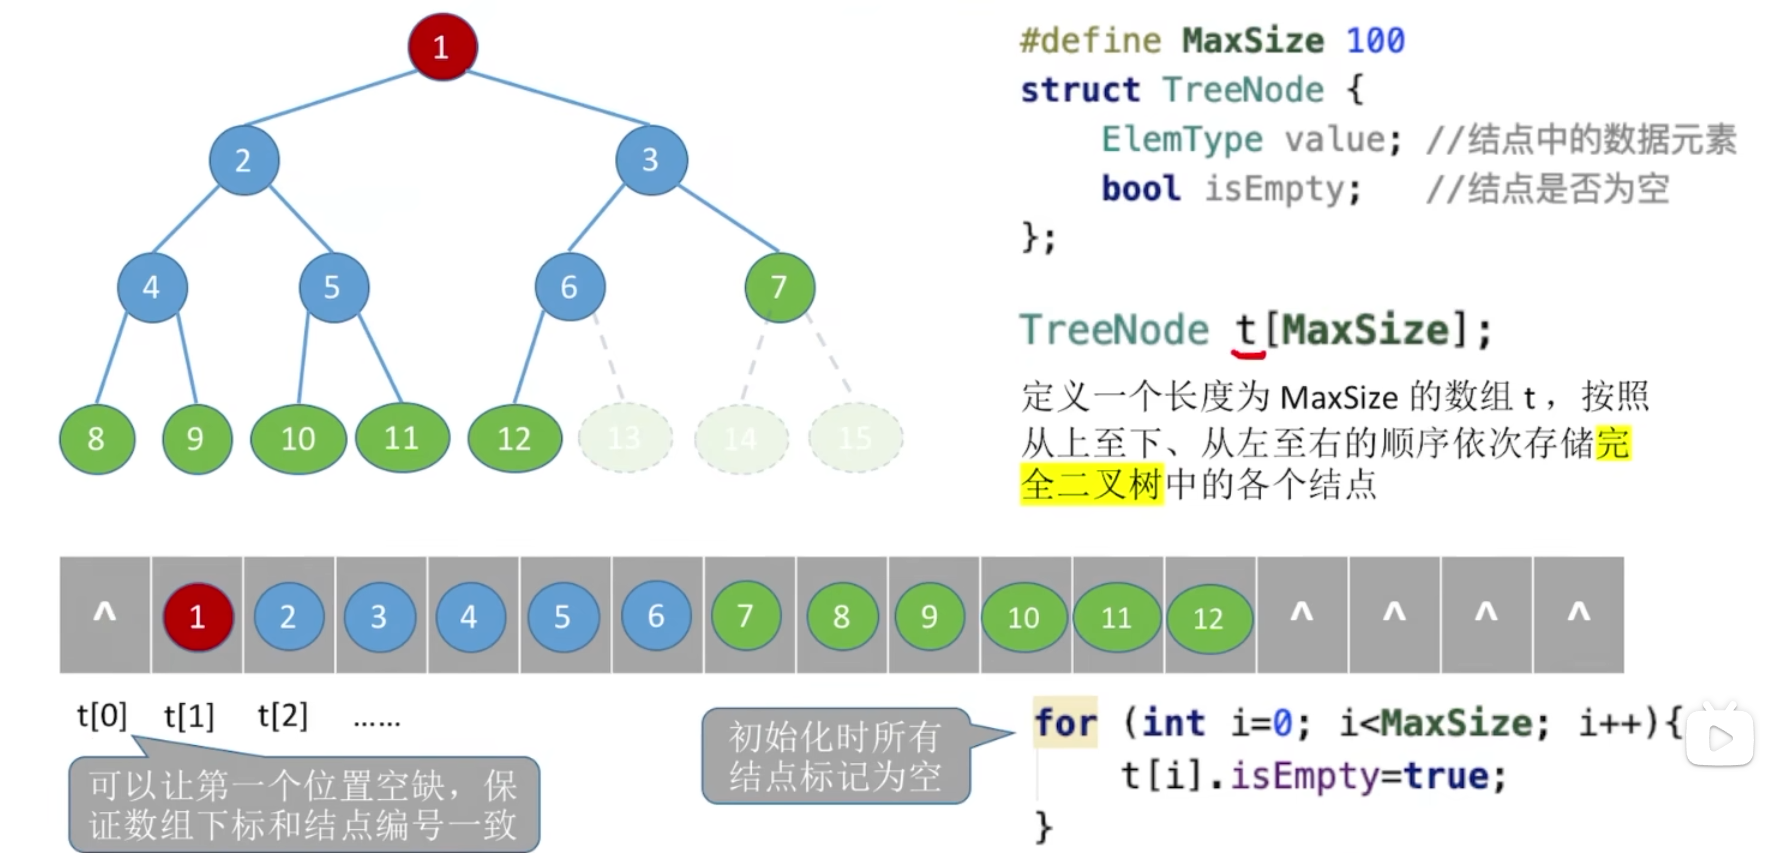 1
2
3
4
5
6
7
8
9
10
11
12
13
14
15
#define MaxSize 100
struct TreeNode {
ElemType value; //结点中的数据元素
bool isEmpty; //结点是否为空
};
TreeNode t[MaxSize];
定义一个长度为 MaxSize 的数组 t，按照
从上至下、从左至右的顺序依次存储完
全二叉树中的各个结点
^ 1 2 3 4 5 6 7 8 9 10 11 12 ^ ^ ^ ^
t[0] t[1] t[2] ……
可以让第一个位置空缺，保
证数组下标和结点编号一致
初始化时所有
结点标记为空
for (int i=0; i<MaxSize; i++){
t[i].isEmpty=true;
}